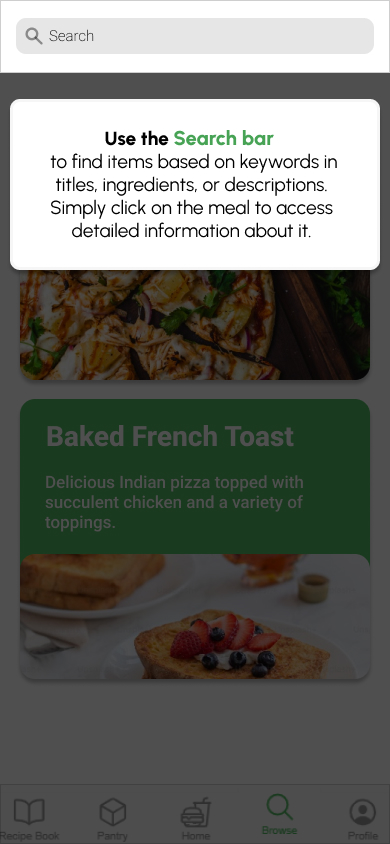 Search
Use the Search bar
to find items based on keywords in
titles, ingredients, or descriptions.
Simply click on the meal to access
detailed information about it.
Baked French Toast
Delicious Indian pizza topped with
succulent chicken and a variety of
toppings.
Recipe Book
Pantry
Home
Browse
Profile